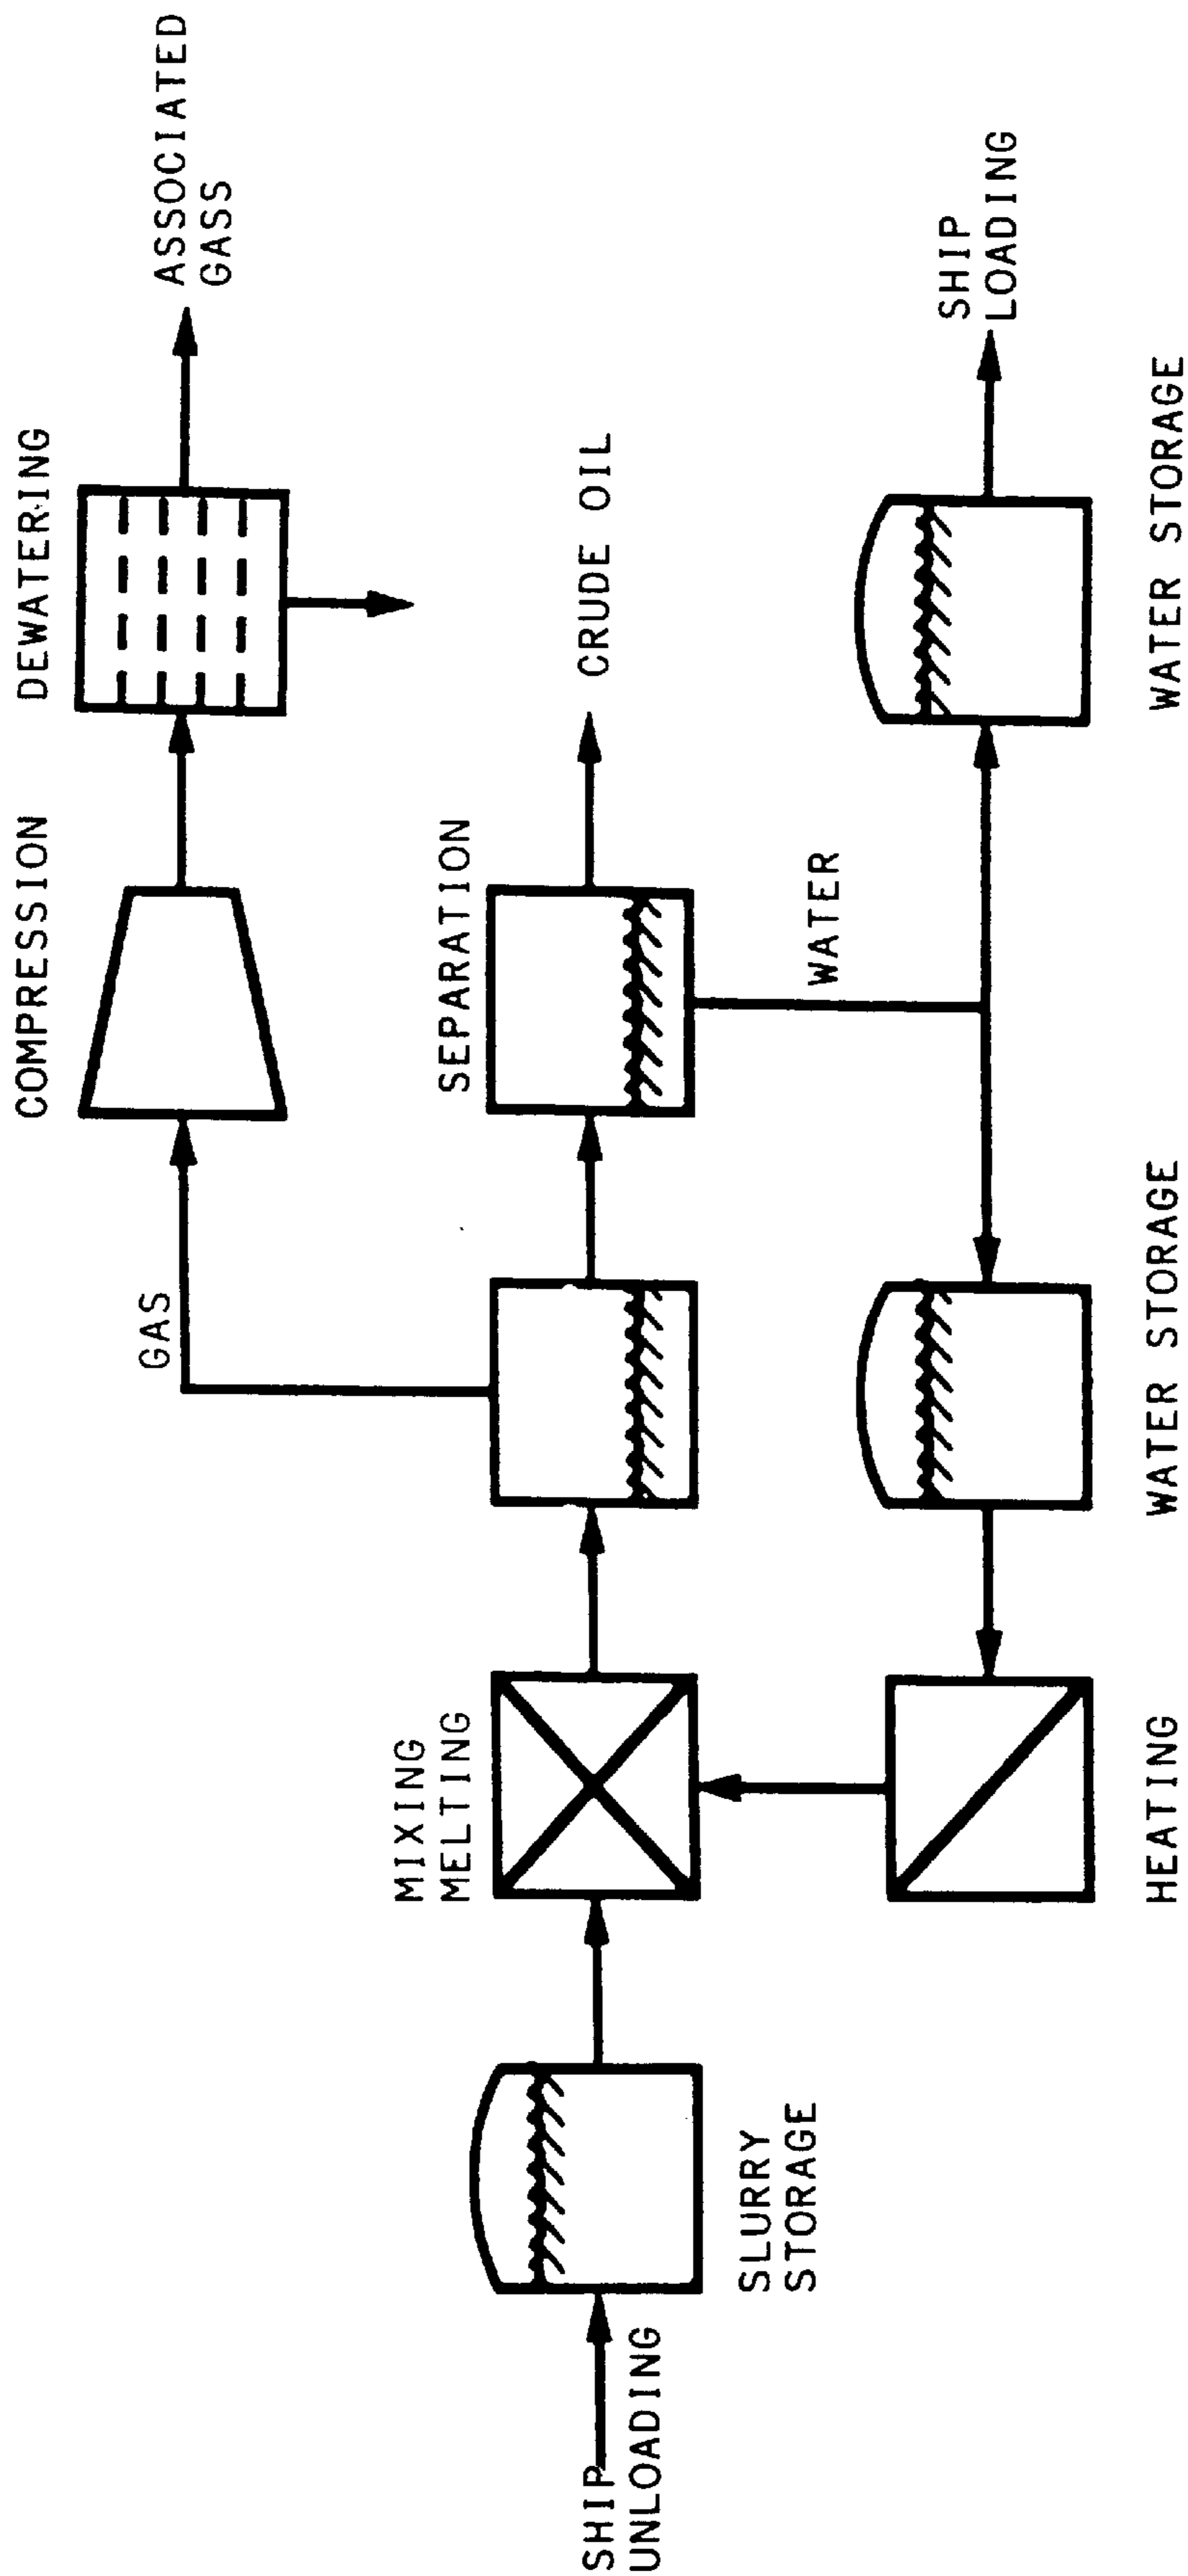 COMPRESSION
DEWATERING
GAS
ASSOCIATED
GASS
MIXING
MELTING
SEPARATION
CRUDE OIL
SHIP
UNLOADING
SLURRY
STORAGE
WATER
SHIP
LOADING
HEATING
WATER STORAGE
WATER STORAGE